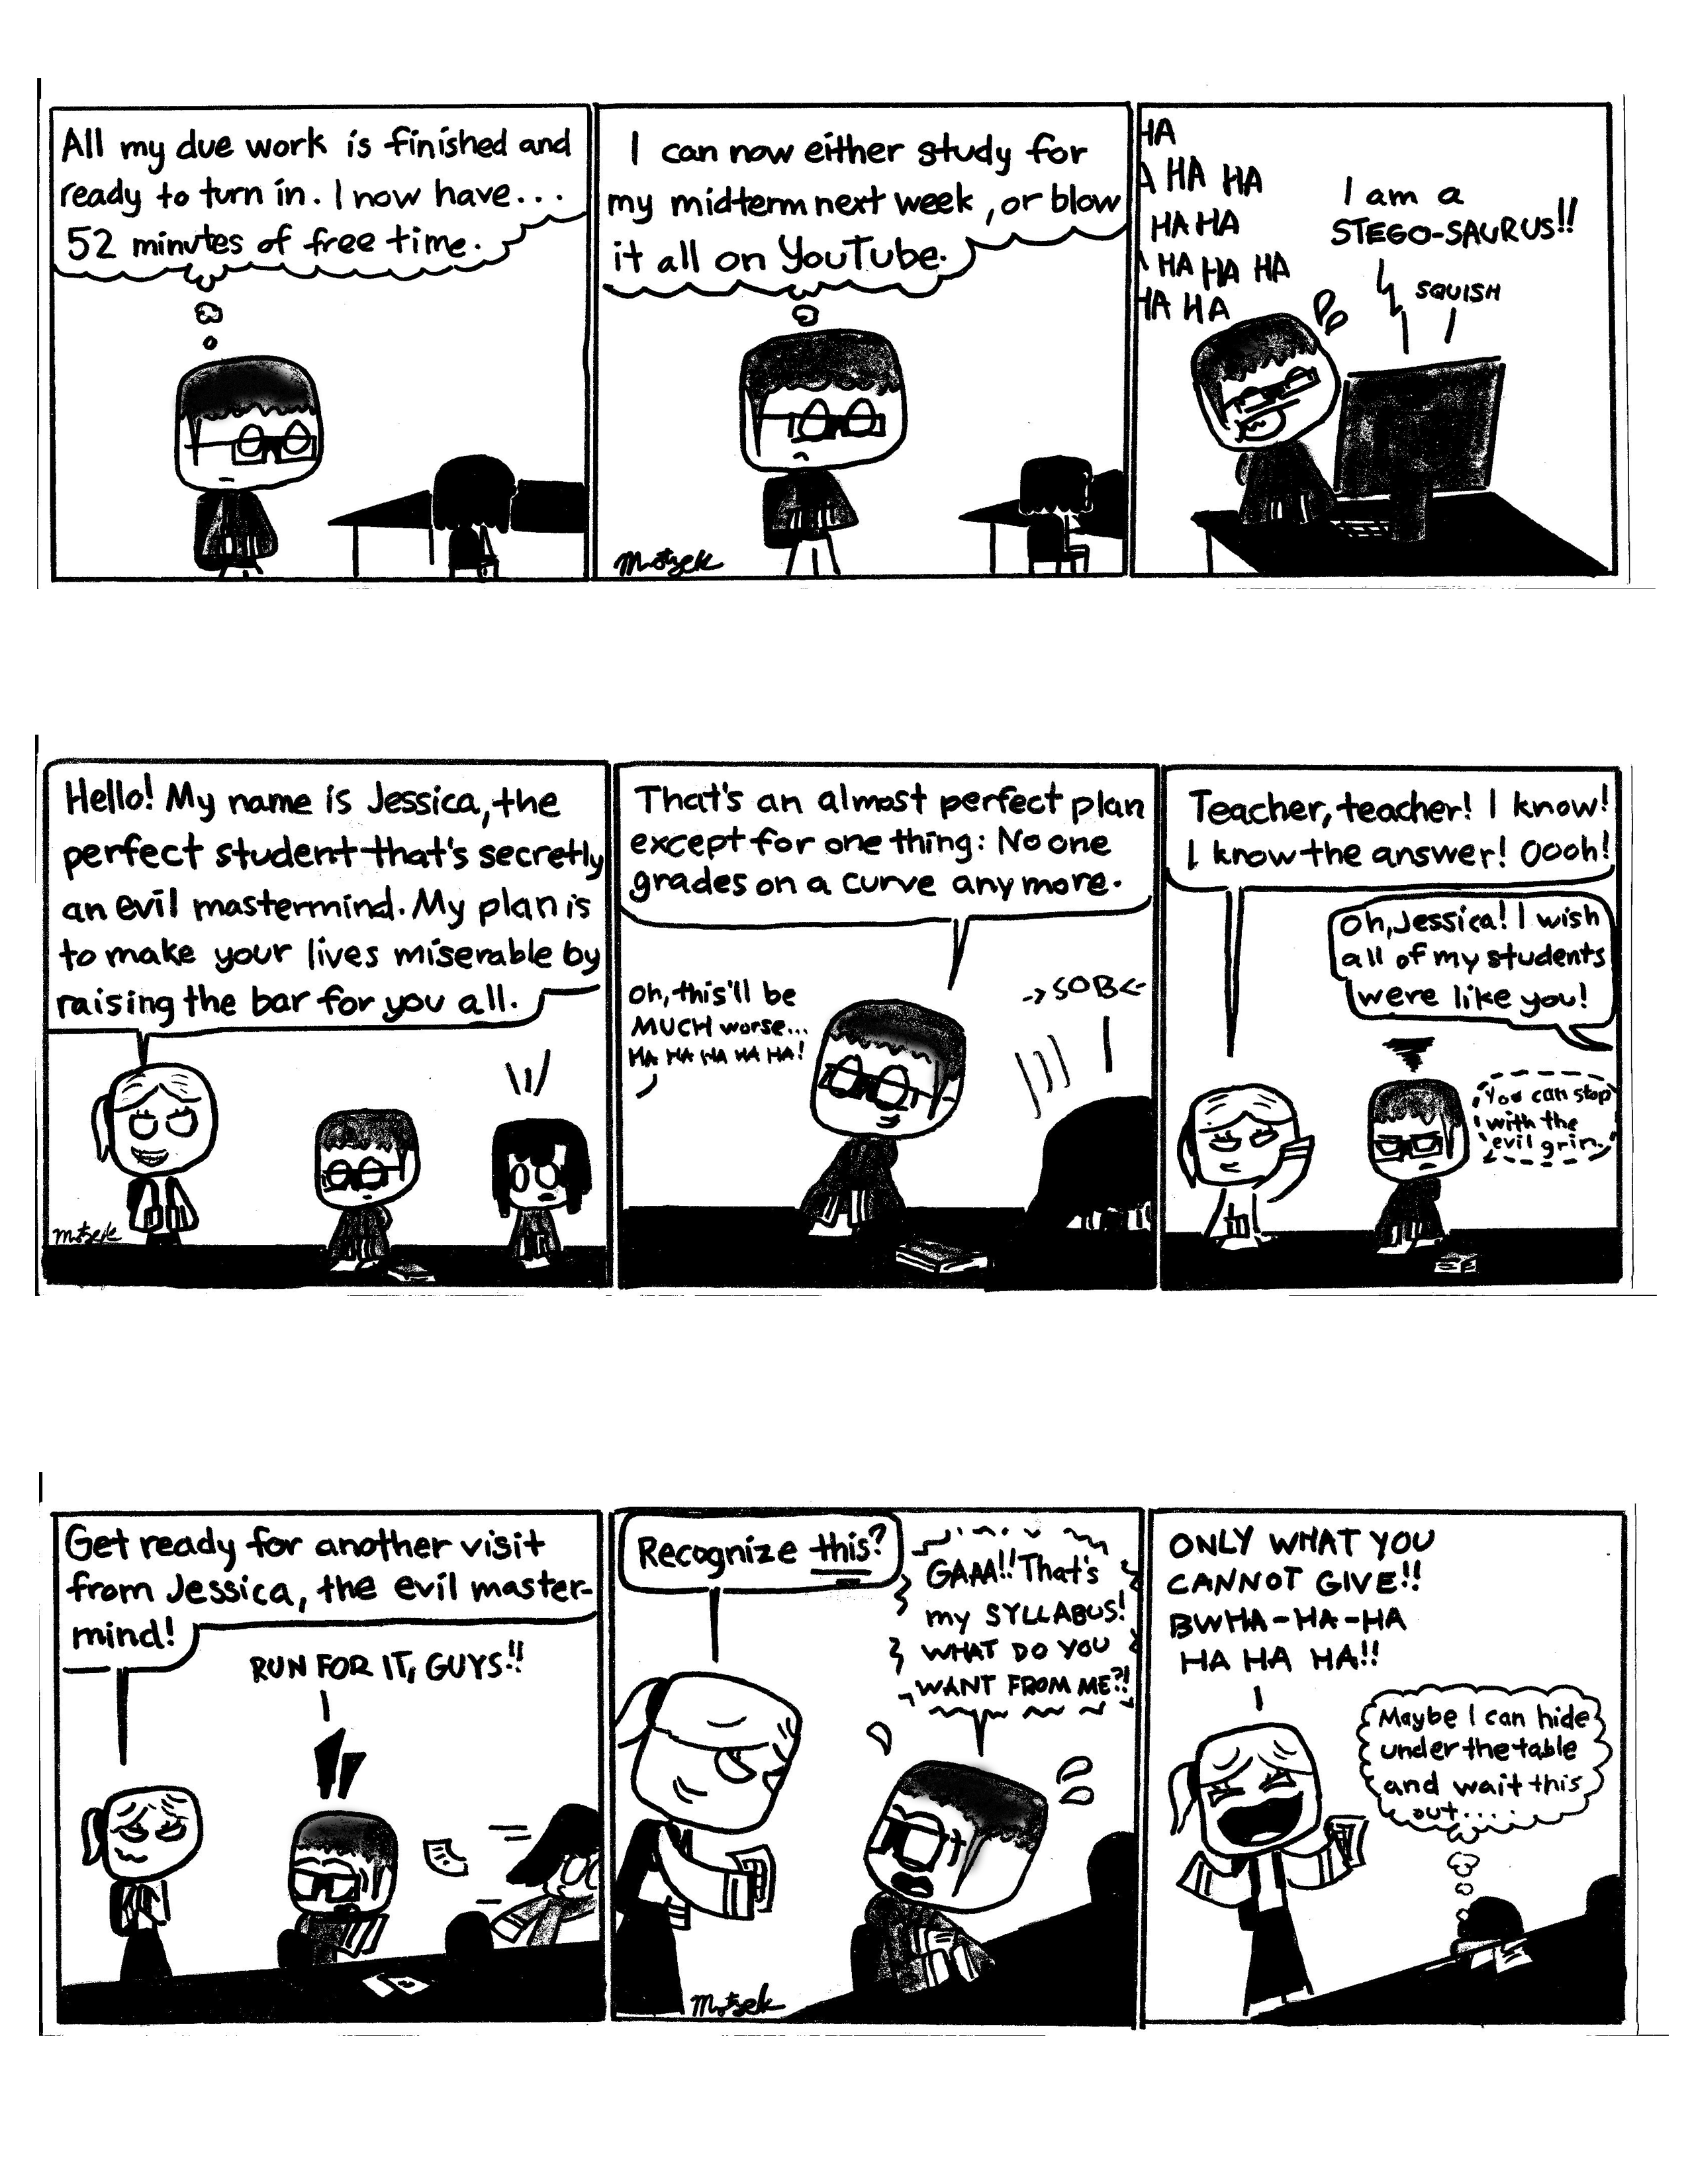 All my due work is finished and
ready to turn in. I now have...
52 minutes of free time.
I can now either study for
my midterm next week, or blow
it all on YouTube.
Motzek
HA
A HA HA
HA HA
A HA HA HA
HA HA
I am a
STEGO-SAURUS!!
SQUISH
Hello! My name is Jessica, the
perfect student that's secretly
an evil mastermind. My plan is
to make your lives miserable by
raising the bar for you all.
Motzek
That's an almost perfect plan
except for one thing: No one
grades on a curve anymore.
Oh, this'll be
MUCH worse...
HA HA HA HA HA!
→SOB←
Teacher, teacher! I know!
I know the answer! Oooh!
Oh, Jessica! I wish
all of my students
were like you!
You can stop
with the
evil grin.
Get ready for another visit
from Jessica, the evil master-
mind!
RUN FOR IT, GUYS!!
Recognize this?
GAAA!! That's
my SYLLABUS!
WHAT DO YOU
WANT FROM ME?!
Motzek
ONLY WHAT YOU
CANNOT GIVE!!
BWHA-HA-HA
HA HA HA!!
Maybe I can hide
under the table
and wait this
out....